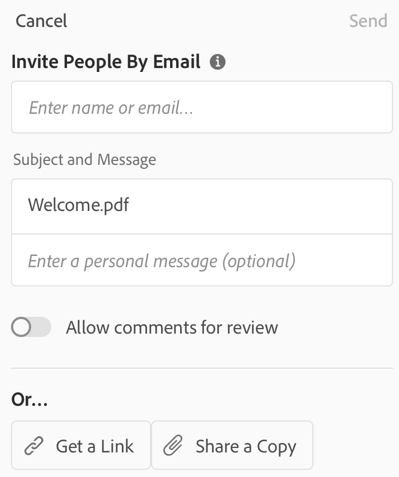 Cancel Send
Invite People By Email
Enter name or email...
Subject and Message
Welcome.pdf
Enter a personal message (optional)
Allow comments for review
Or...
Get a Link Share a Copy